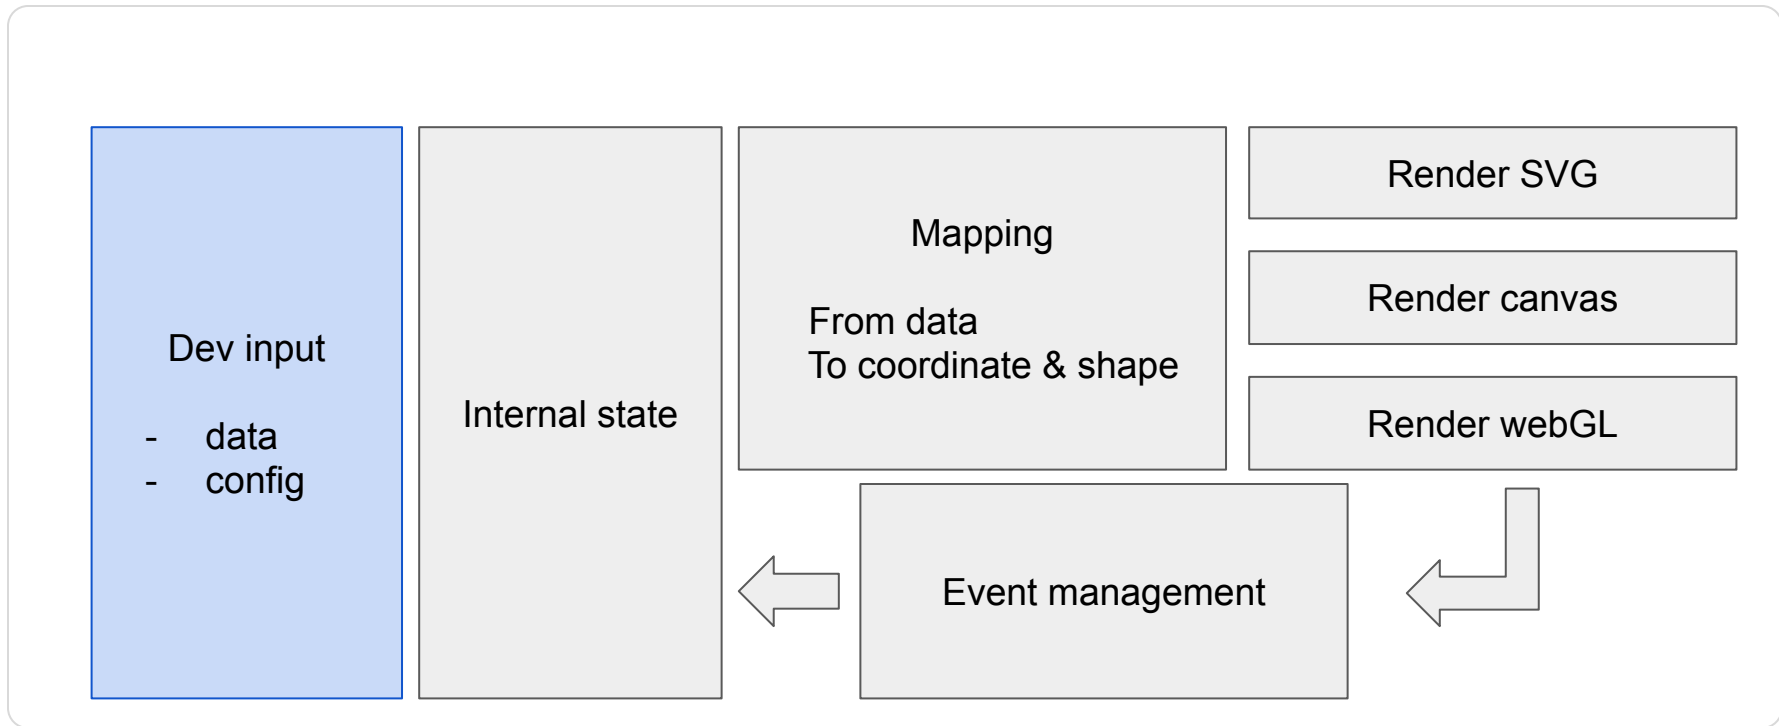 Dev input
- data
- config
Internal state
Mapping
From data
To coordinate & shape
Render SVG
Render canvas
Render webGL
Event management